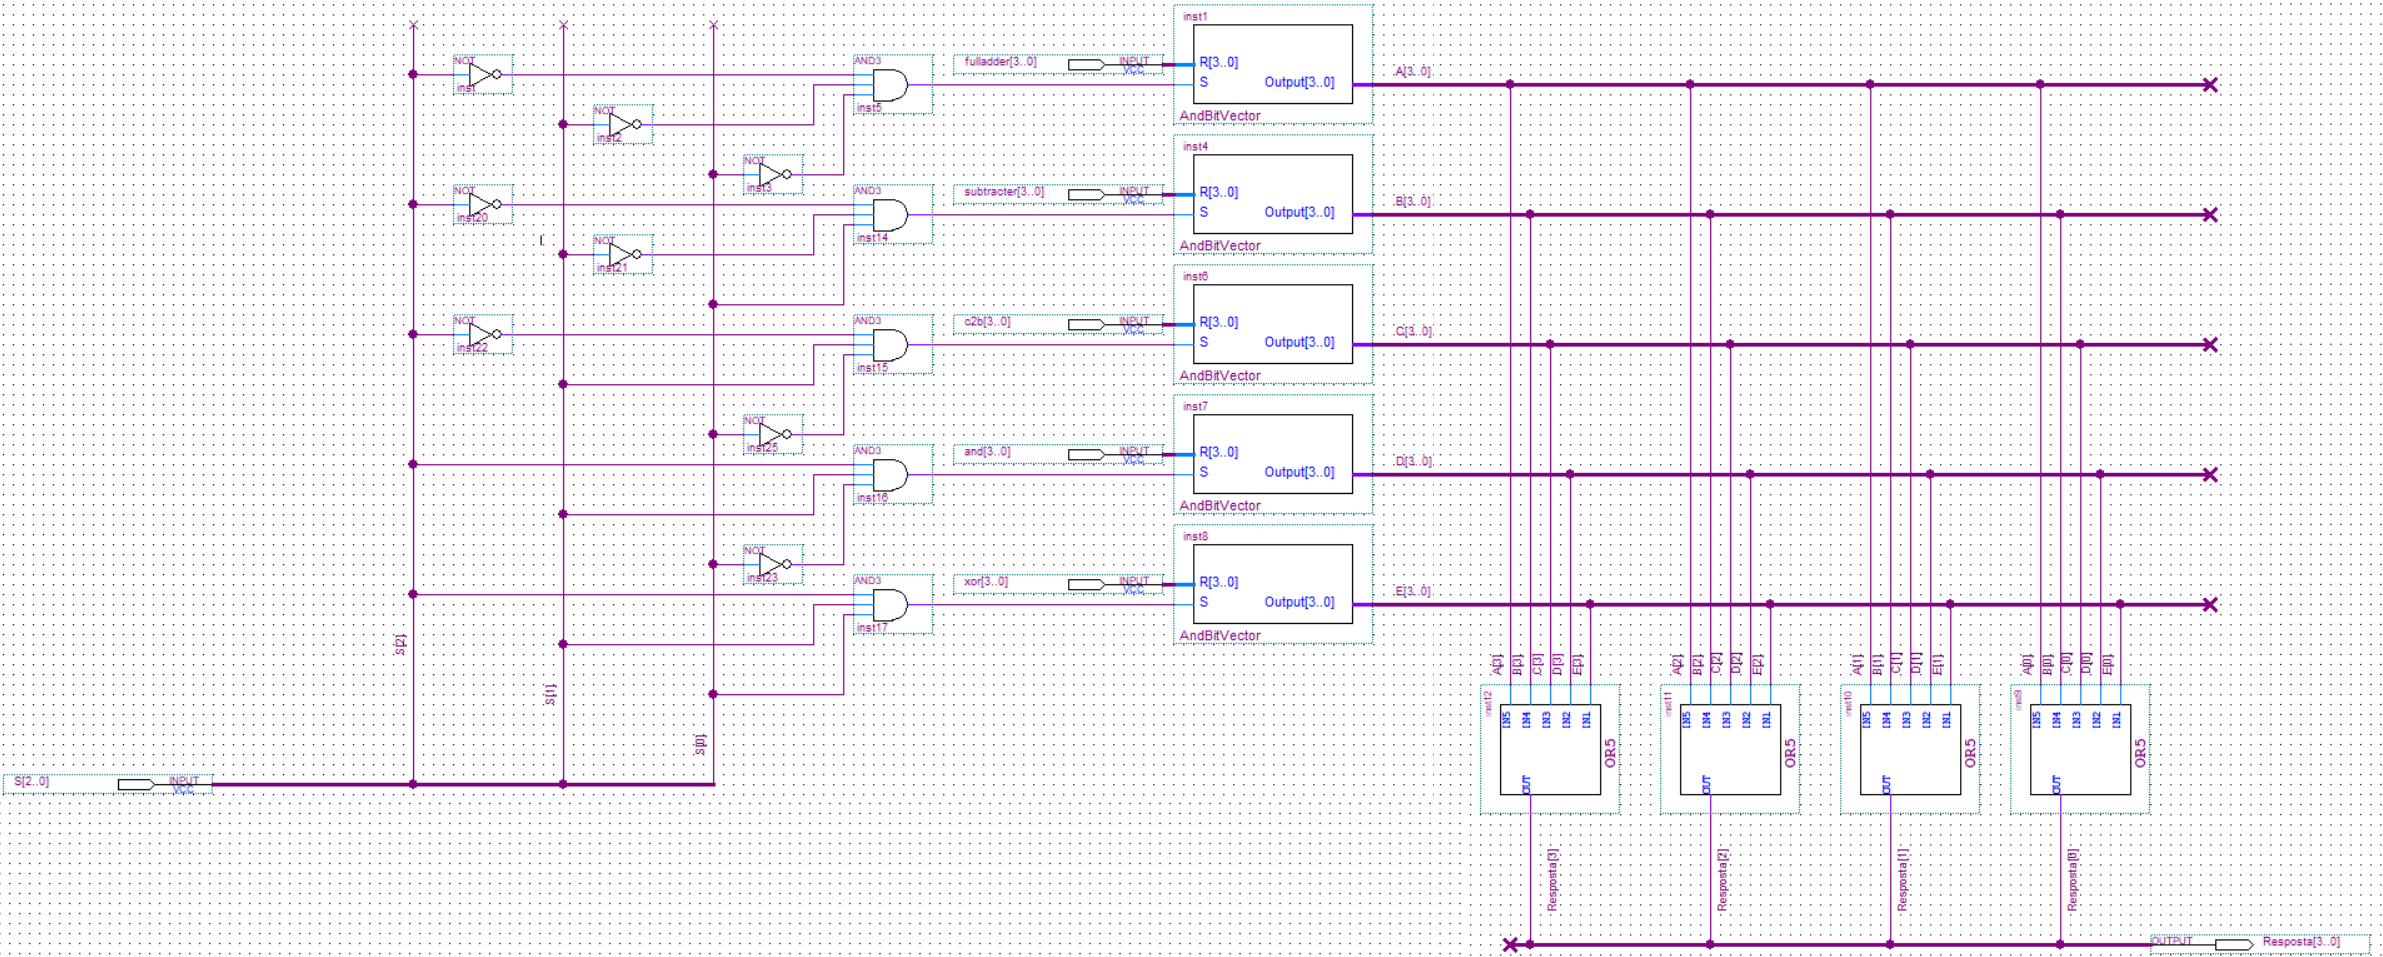 inst1
NOT
inst
AND3
inst5
fulladder[3..0]
INPUT
VCC
R[3..0]
S
Output[3..0]
AndBitVector
A[3..0]
NOT
inst2
NOT
inst3
inst4
NOT
inst20
AND3
inst14
subtracter[3..0]
INPUT
VCC
R[3..0]
S
Output[3..0]
AndBitVector
B[3..0]
NOT
inst21
inst6
NOT
inst22
AND3
inst15
c2b[3..0]
INPUT
VCC
R[3..0]
S
Output[3..0]
AndBitVector
C[3..0]
NOT
inst25
inst7
AND3
inst16
and[3..0]
INPUT
VCC
R[3..0]
S
Output[3..0]
AndBitVector
D[3..0]
NOT
inst23
inst8
AND3
inst17
xor[3..0]
INPUT
VCC
R[3..0]
S
Output[3..0]
AndBitVector
E[3..0]
S[2]
S[1]
S[0]
S[2..0]
INPUT
VCC
A[3]
B[3]
C[3]
D[3]
E[3]
A[2]
B[2]
C[2]
D[2]
E[2]
A[1]
B[1]
C[1]
D[1]
E[1]
A[0]
B[0]
C[0]
D[0]
E[0]
inst12
IN5
IN4
IN3
IN2
IN1
OUT
OR5
inst11
IN5
IN4
IN3
IN2
IN1
OUT
OR5
inst10
IN5
IN4
IN3
IN2
IN1
OUT
OR5
inst9
IN5
IN4
IN3
IN2
IN1
OUT
OR5
Resposta[3]
Resposta[2]
Resposta[1]
Resposta[0]
OUTPUT
Resposta[3..0]